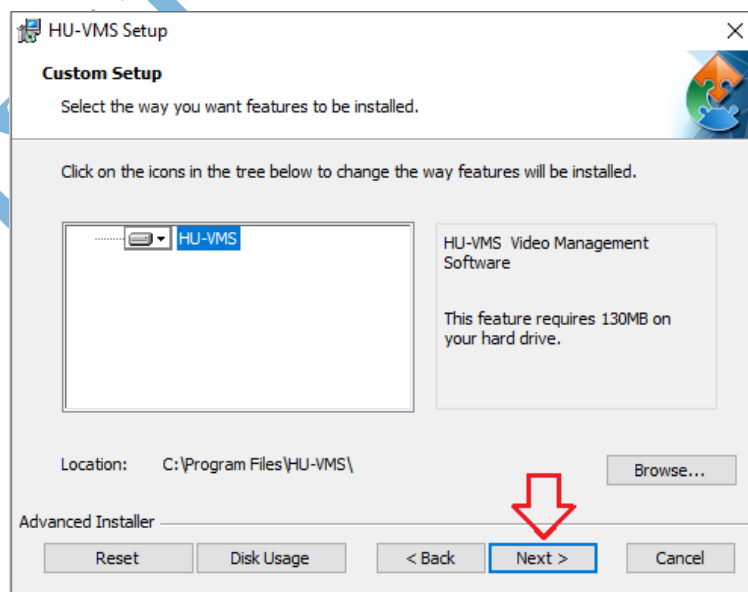 HU-VMS Setup
Custom Setup
Select the way you want features to be installed.
Click on the icons in the tree below to change the way features will be installed.
HU-VMS
HU-VMS Video Management
Software
This feature requires 130MB on
your hard drive.
Location: C:\Program Files\HU-VMS\
Browse...
Advanced Installer
Reset Disk Usage < Back Next > Cancel